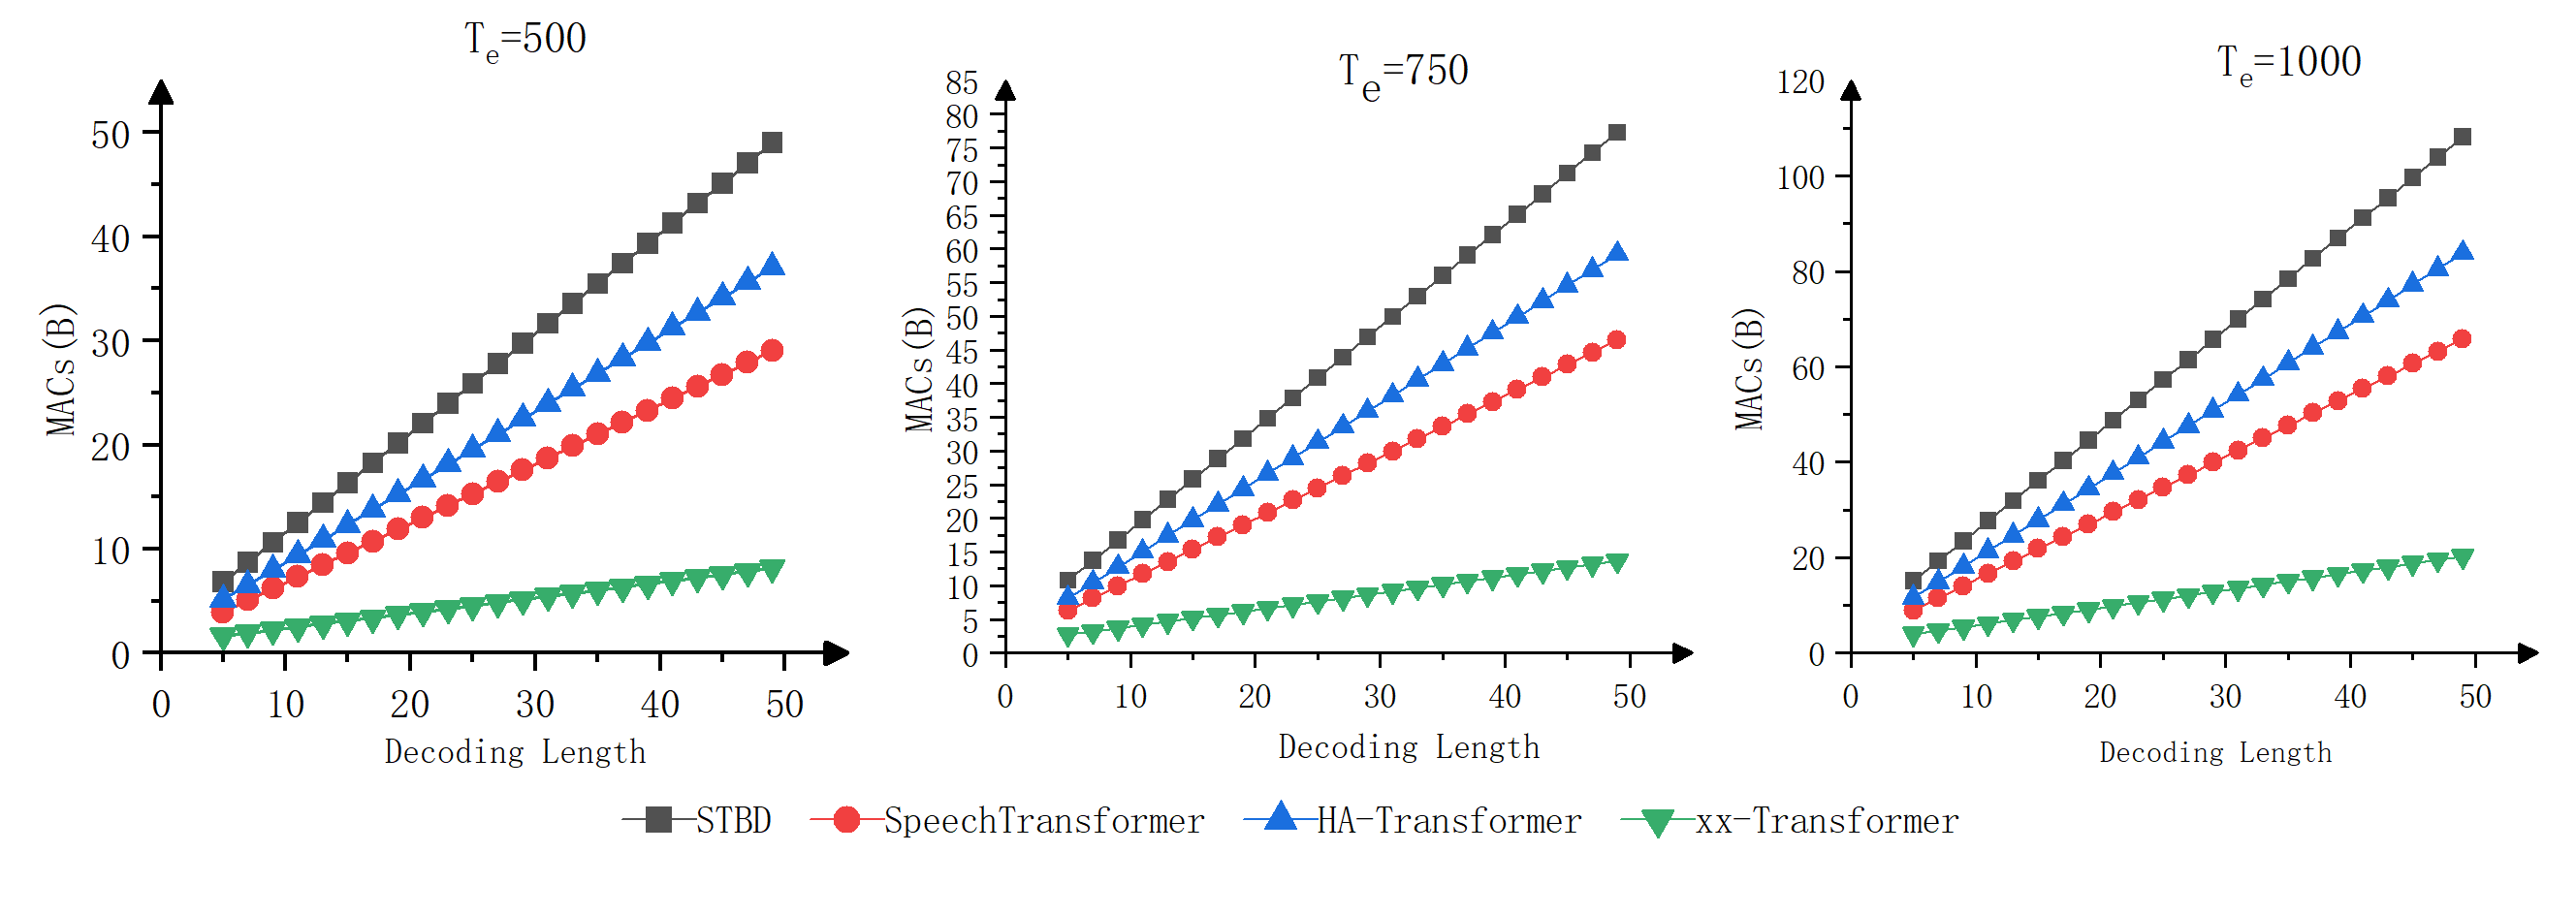 Te=500
MACs(B)
50
40
30
20
10
0
0 10 20 30 40 50
Decoding Length
Te=750
MACs(B)
85
80
75
70
65
60
55
50
45
40
35
30
25
20
15
10
5
0
0 10 20 30 40 50
Decoding Length
Te=1000
MACs(B)
120
100
80
60
40
20
0
0 10 20 30 40 50
Decoding Length
STBD SpeechTransformer HA-Transformer xx-Transformer